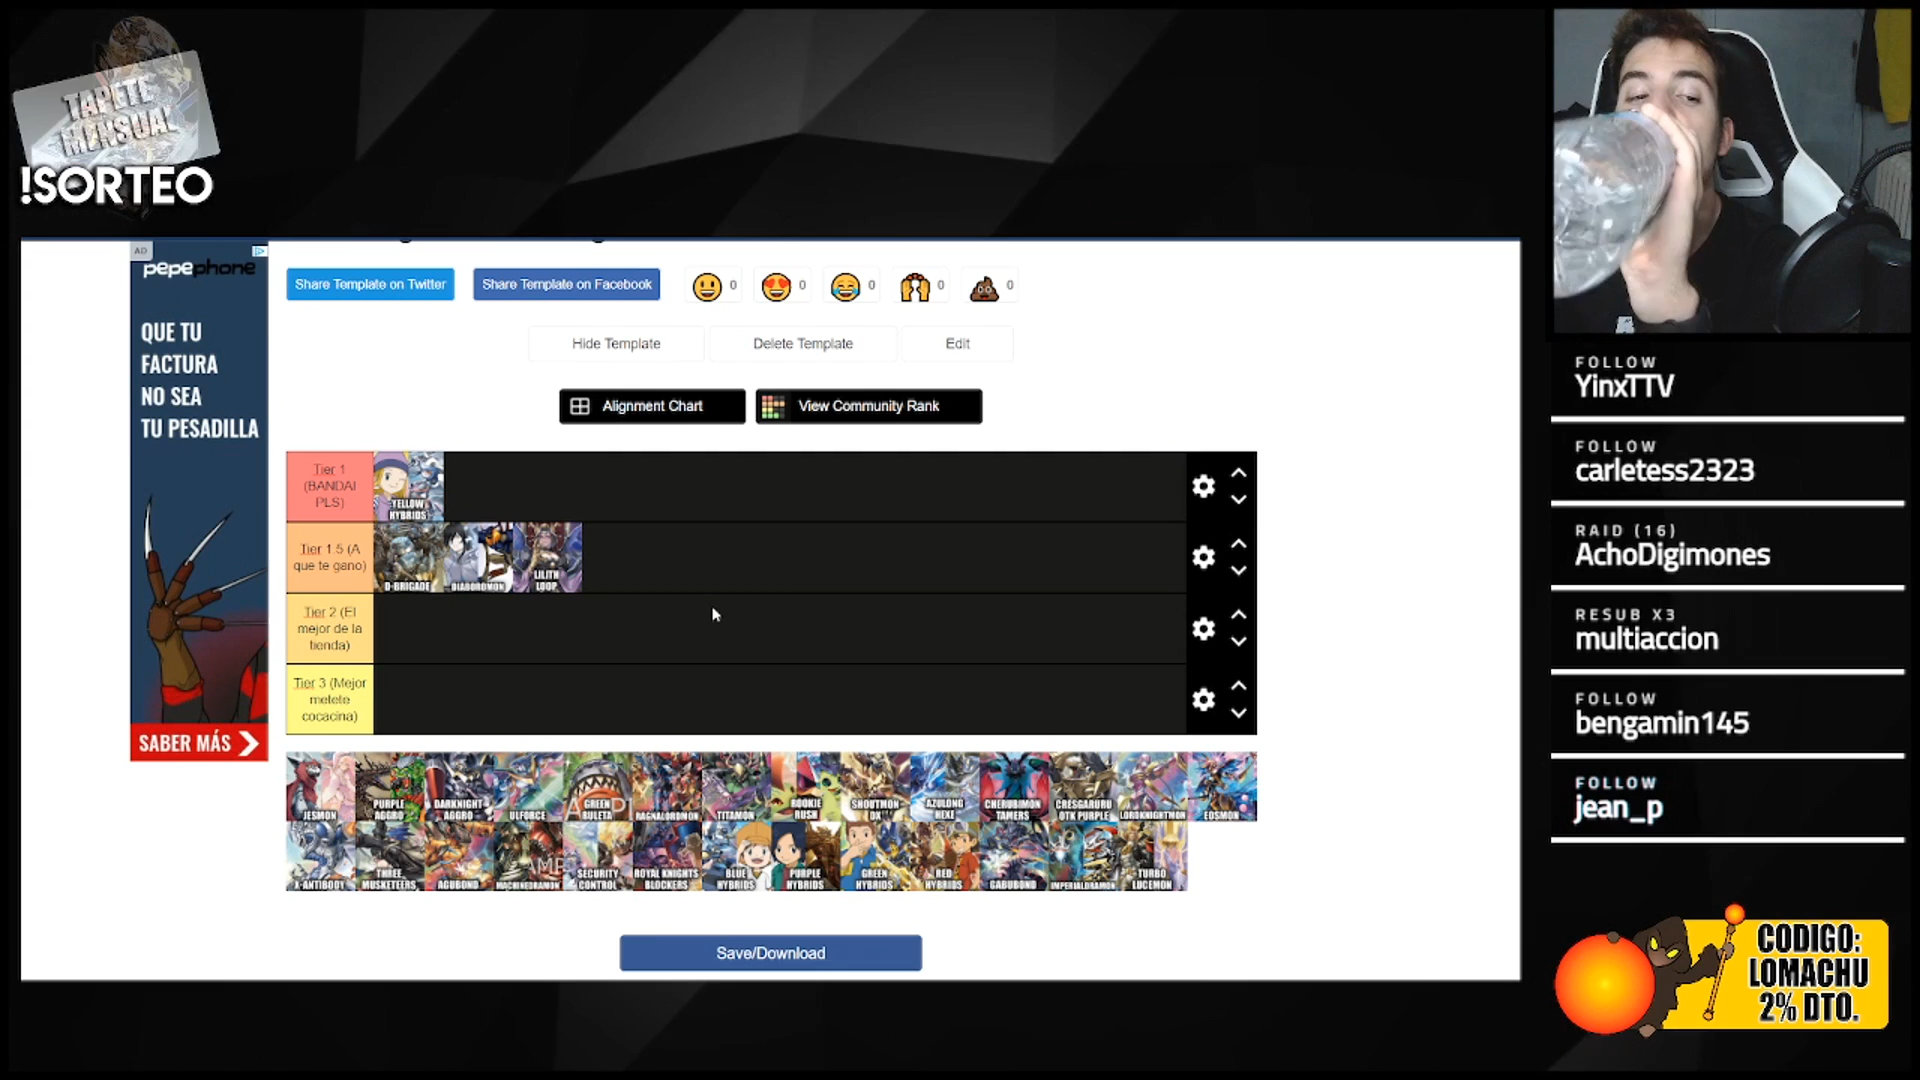 TAPETE
MENSUAL
!SORTEO
AD
pepephone
QUE TU
FACTURA
NO SEA
TU PESADILLA
SABER MÁS
Share Template on Twitter
Share Template on Facebook
0
0
0
0
0
Hide Template
Delete Template
Edit
Alignment Chart
View Community Rank
Tier 1
(BANDAI
PLS)
YELLOW
HYBRIDS
Tier 1.5 (A
que te gano)
D-BRIGADE
DIABOROMON
LILITH
LOOP
Tier 2 (El
mejor de la
tienda)
Tier 3 (Mejor
metete
cocacina)
JESMON
PURPLE
AGGRO
DARKNIGHT
AGGRO
ULFORCE
GREEN
RULETA
RAGNALORDMON
TITAMON
ROOKIE
RUSH
SHOUTMON
DX
AZULONG
HEXE
CHERUBIMON
TAMERS
CRESGARURU
OTK PURPLE
LORDKNIGHTMON
EOSMON
X-ANTIBODY
THREE
MUSKETEERS
AGUBOND
MACHINEDRAMON
SECURITY
CONTROL
ROYAL KNIGHTS
BLOCKERS
BLUE
HYBRIDS
PURPLE
HYBRIDS
GREEN
HYBRIDS
RED
HYBRIDS
GABUBOND
IMPERIALDRAMON
TURBO
LUCEMON
Save/Download
FOLLOW
YinxTTV
FOLLOW
carletess2323
RAID (16)
AchoDigimones
RESUB X3
multiaccion
FOLLOW
bengamin145
FOLLOW
jean_p
CODIGO:
LOMACHU
2% DTO.